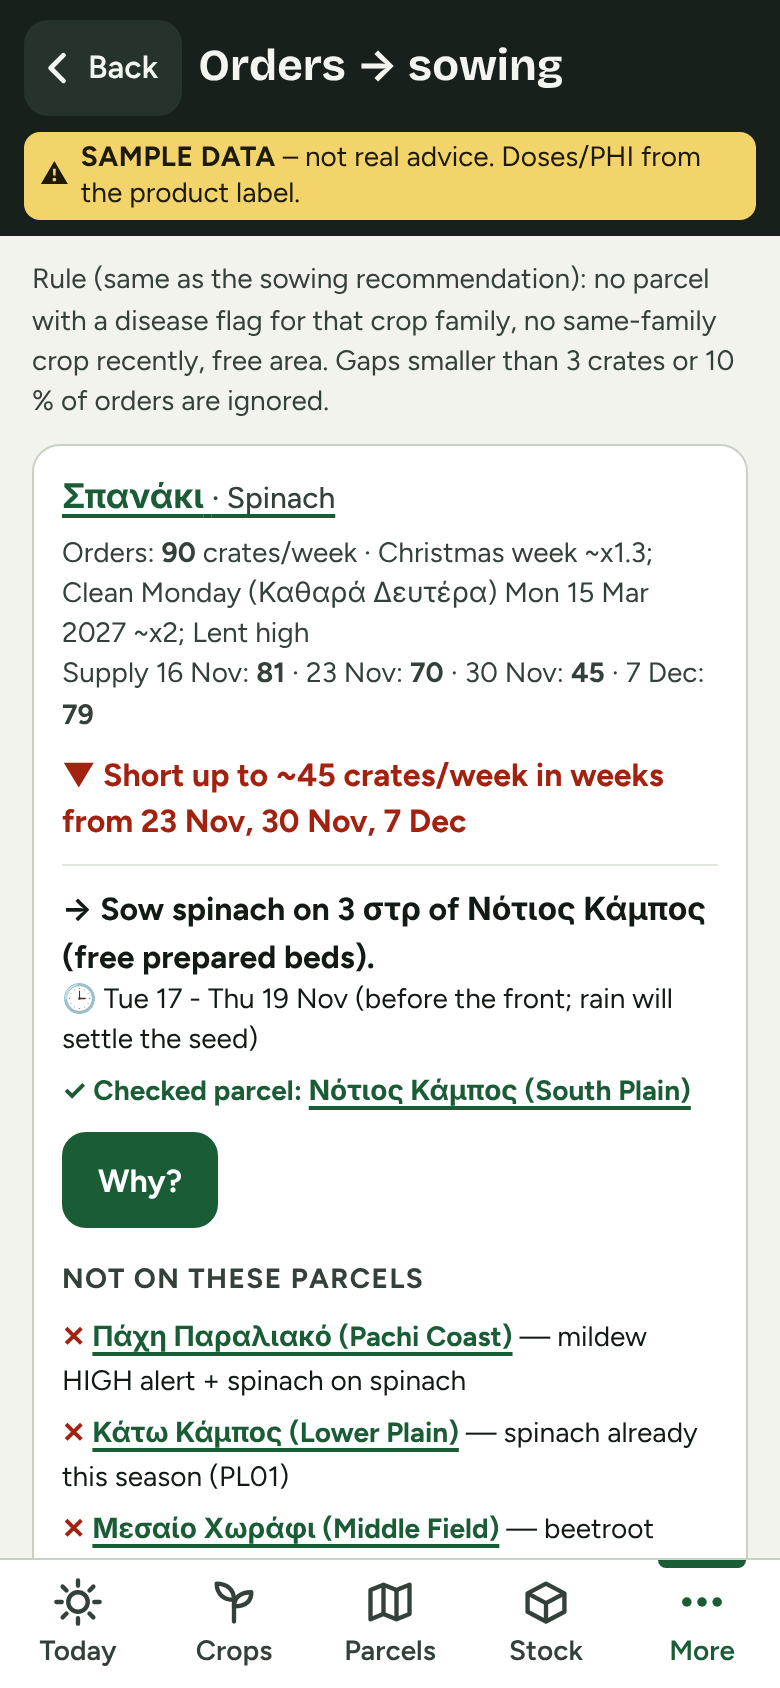 Back
Orders → sowing
SAMPLE DATA – not real advice. Doses/PHI from
the product label.
Rule (same as the sowing recommendation): no parcel
with a disease flag for that crop family, no same-family
crop recently, free area. Gaps smaller than 3 crates or 10
% of orders are ignored.
Σπανάκι · Spinach
Orders: 90 crates/week · Christmas week ~x1.3;
Clean Monday (Καθαρά Δευτέρα) Mon 15 Mar
2027 ~x2; Lent high
Supply 16 Nov: 81 · 23 Nov: 70 · 30 Nov: 45 · 7 Dec:
79
▼ Short up to ~45 crates/week in weeks
from 23 Nov, 30 Nov, 7 Dec
→ Sow spinach on 3 στρ of Νότιος Κάμπος
(free prepared beds).
🕒 Tue 17 - Thu 19 Nov (before the front; rain will
settle the seed)
✓ Checked parcel: Νότιος Κάμπος (South Plain)
Why?
NOT ON THESE PARCELS
✕ Πάχη Παραλιακό (Pachi Coast) — mildew
HIGH alert + spinach on spinach
✕ Κάτω Κάμπος (Lower Plain) — spinach already
this season (PL01)
✕ Μεσαίο Χωράφι (Middle Field) — beetroot
Today
Crops
Parcels
Stock
More